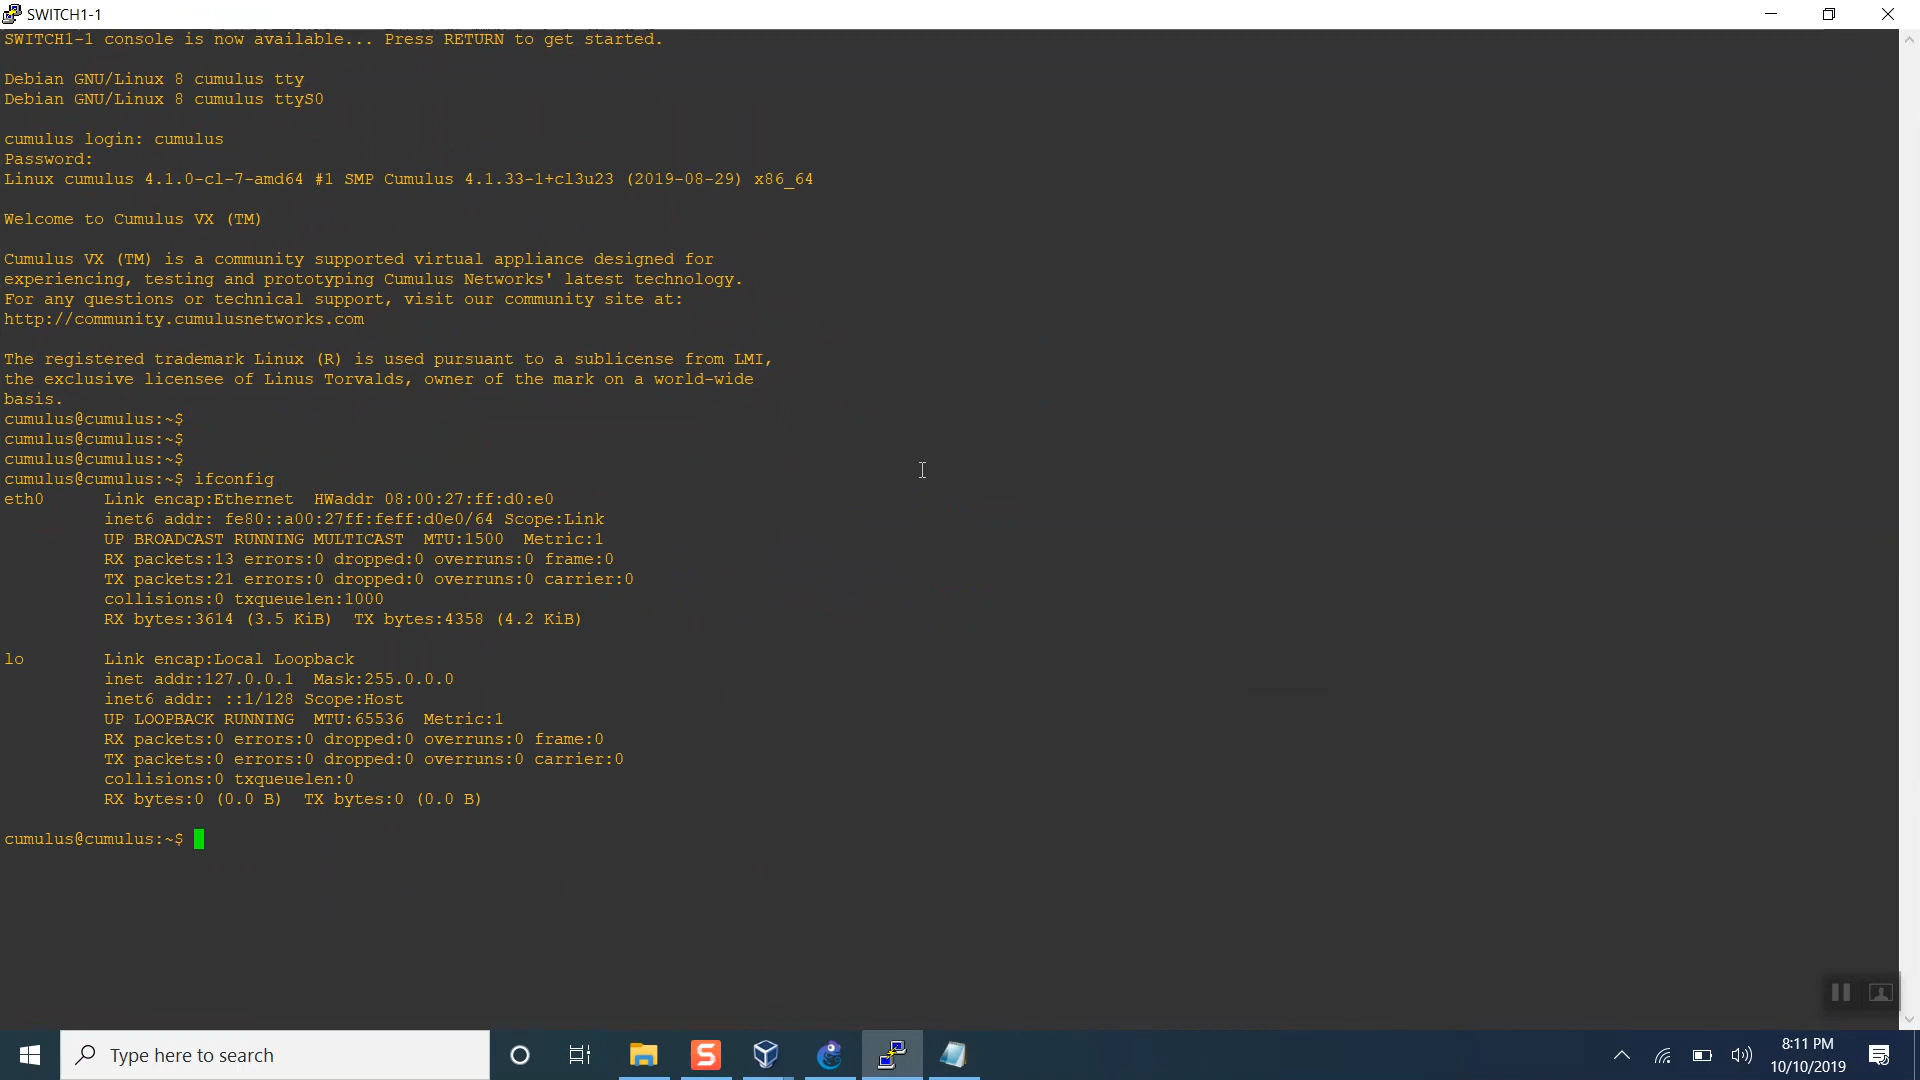 SWITCH1-1
SWITCH1-1 console is now available... Press RETURN to get started.
Debian GNU/Linux 8 cumulus tty
Debian GNU/Linux 8 cumulus ttyS0
cumulus login: cumulus
Password:
Linux cumulus 4.1.0-cl-7-amd64 #1 SMP Cumulus 4.1.33-1+cl3u23 (2019-08-29) x86_64
Welcome to Cumulus VX (TM)
Cumulus VX (TM) is a community supported virtual appliance designed for
experiencing, testing and prototyping Cumulus Networks' latest technology.
For any questions or technical support, visit our community site at:
http://community.cumulusnetworks.com
The registered trademark Linux (R) is used pursuant to a sublicense from LMI,
the exclusive licensee of Linus Torvalds, owner of the mark on a world-wide
basis.
cumulus@cumulus:~$
cumulus@cumulus:~$
cumulus@cumulus:~$
cumulus@cumulus:~$ ifconfig
eth0 Link encap:Ethernet HWaddr 08:00:27:ff:d0:e0
inet6 addr: fe80::a00:27ff:feff:d0e0/64 Scope:Link
UP BROADCAST RUNNING MULTICAST MTU:1500 Metric:1
RX packets:13 errors:0 dropped:0 overruns:0 frame:0
TX packets:21 errors:0 dropped:0 overruns:0 carrier:0
collisions:0 txqueuelen:1000
RX bytes:3614 (3.5 KiB) TX bytes:4358 (4.2 KiB)
lo Link encap:Local Loopback
inet addr:127.0.0.1 Mask:255.0.0.0
inet6 addr: ::1/128 Scope:Host
UP LOOPBACK RUNNING MTU:65536 Metric:1
RX packets:0 errors:0 dropped:0 overruns:0 frame:0
TX packets:0 errors:0 dropped:0 overruns:0 carrier:0
collisions:0 txqueuelen:0
RX bytes:0 (0.0 B) TX bytes:0 (0.0 B)
cumulus@cumulus:~$
Type here to search
S
8:11 PM
10/10/2019